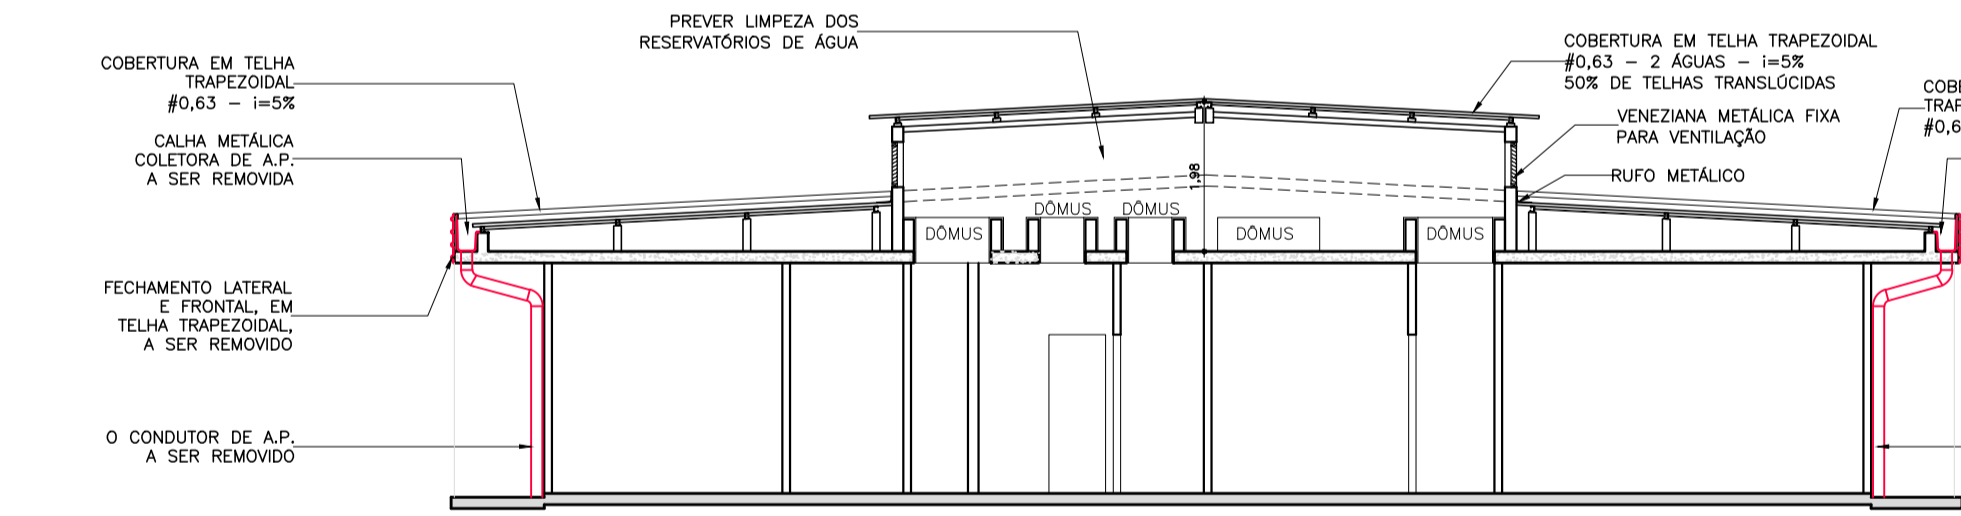 PREVER LIMPEZA DOS
RESERVATÓRIOS DE ÁGUA
COBERTURA EM TELHA
TRAPEZOIDAL
#0,63 – i=5%
CALHA METÁLICA
COLETORA DE A.P.
A SER REMOVIDA
FECHAMENTO LATERAL
E FRONTAL, EM
TELHA TRAPEZOIDAL,
A SER REMOVIDO
O CONDUTOR DE A.P.
A SER REMOVIDO
COBERTURA EM TELHA TRAPEZOIDAL
#0,63 – 2 ÁGUAS – i=5%
50% DE TELHAS TRANSLÚCIDAS
VENEZIANA METÁLICA FIXA
PARA VENTILAÇÃO
RUFO METÁLICO
1,98
DÔMUS
DÔMUS
DÔMUS
DÔMUS
DÔMUS